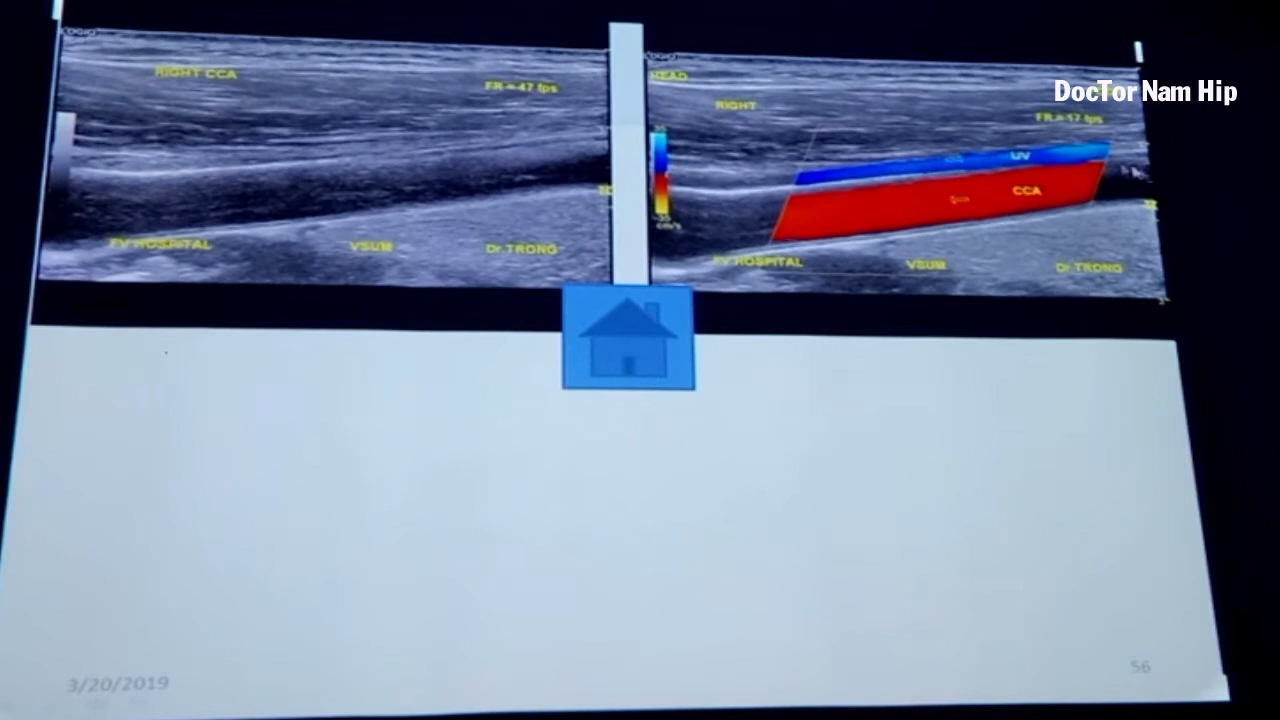 RIGHT CCA
FR = 47 fps
FV HOSPITAL
VSUM
Dr TRONG
HEAD
RIGHT
FR = 17 fps
IJV
CCA
cm/s
FV HOSPITAL
VSUM
Dr TRONG
DocTor Nam Hip
3/20/2019
56